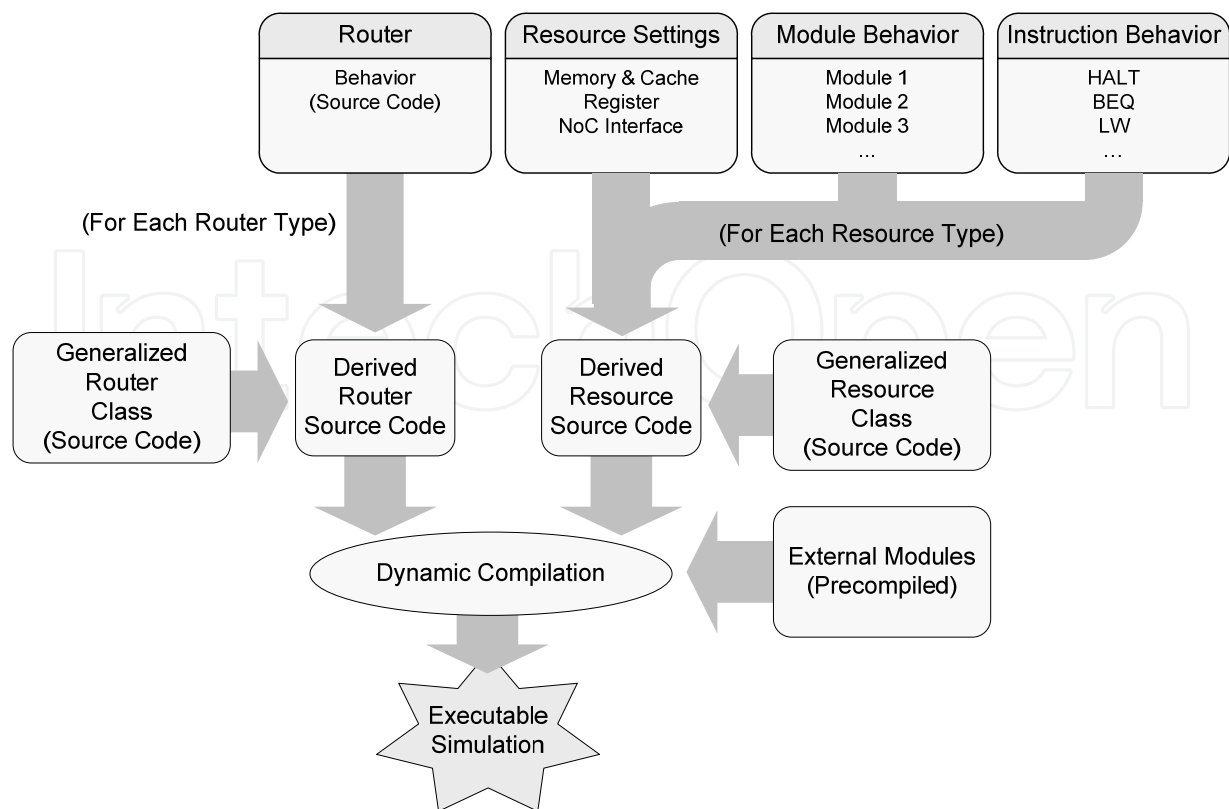 Router
Behavior
(Source Code)
Resource Settings
Memory & Cache
Register
NoC Interface
Module Behavior
Module 1
Module 2
Module 3
...
Instruction Behavior
HALT
BEQ
LW
...
(For Each Router Type)
(For Each Resource Type)
IntechOpen
Generalized
Router
Class
(Source Code)
Derived
Router
Source Code
Derived
Resource
Source Code
Generalized
Resource
Class
(Source Code)
Dynamic Compilation
External Modules
(Precompiled)
Executable
Simulation